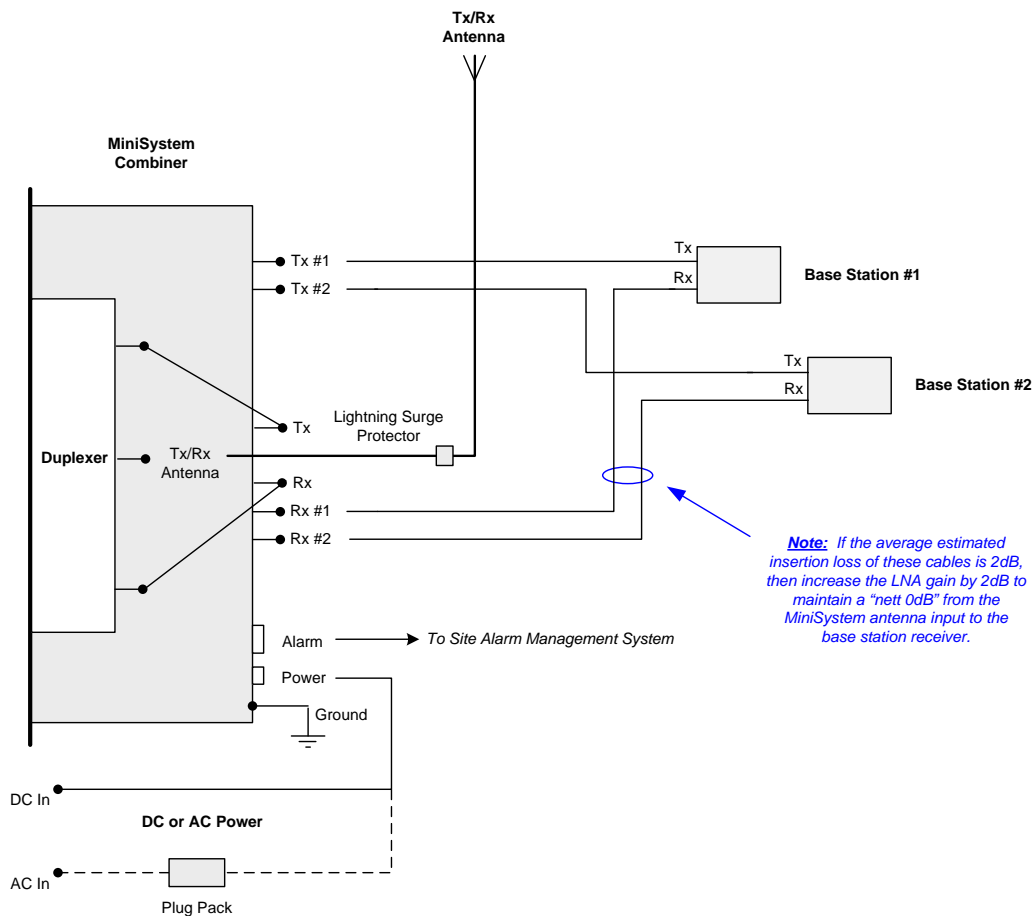 Tx/Rx
Antenna
MiniSystem
Combiner
Tx #1
Tx #2
Tx
Rx
Base Station #1
Tx
Rx
Base Station #2
Duplexer
Tx/Rx
Antenna
Tx
Lightning Surge
Protector
Rx
Rx #1
Rx #2
Note: If the average estimated
insertion loss of these cables is 2dB,
then increase the LNA gain by 2dB to
maintain a “nett 0dB” from the
MiniSystem antenna input to the
base station receiver.
Alarm
To Site Alarm Management System
Power
Ground
DC In
DC or AC Power
AC In
Plug Pack